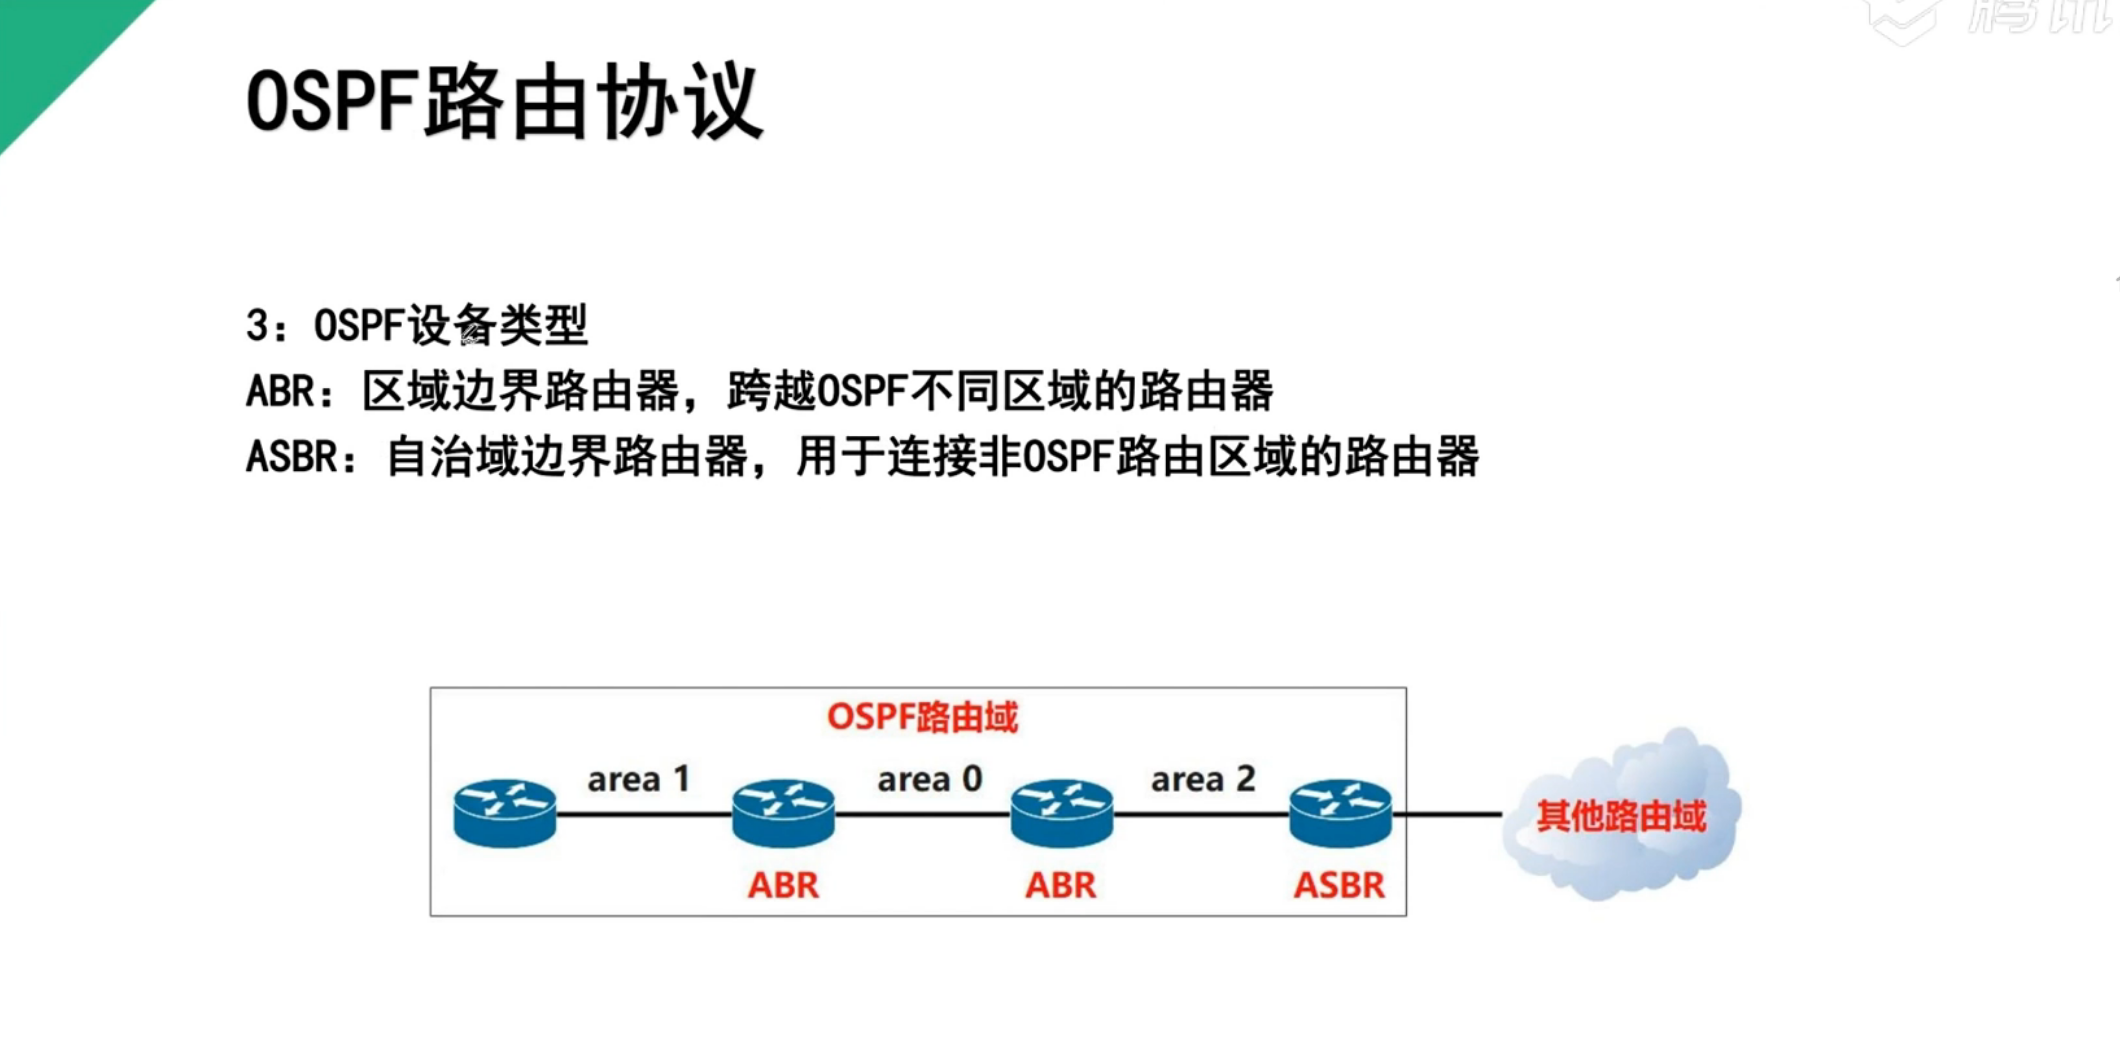 腾讯
OSPF路由协议
3：OSPF设备类型
ABR：区域边界路由器，跨越OSPF不同区域的路由器
ASBR：自治域边界路由器，用于连接非OSPF路由区域的路由器
OSPF路由域
area 1
area 0
area 2
其他路由域
ABR
ABR
ASBR